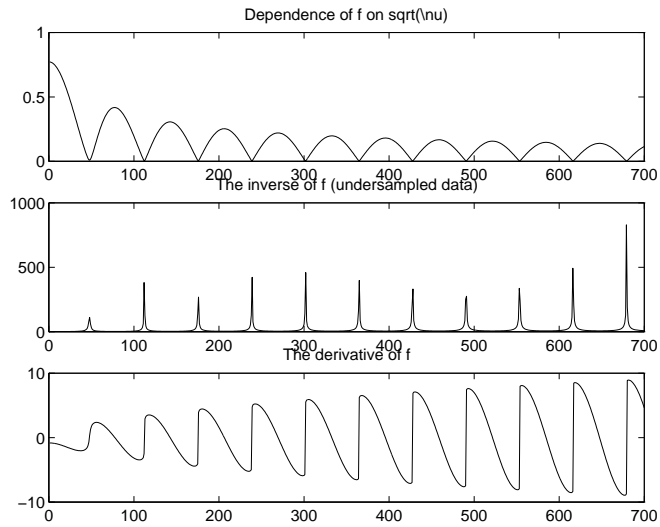 Dependence of f on sqrt(\nu)
1
0.5
0
0 100 200 300 400 500 600 700
The inverse of f (undersampled data)
1000
500
0
0 100 200 300 400 500 600 700
The derivative of f
10
0
−10
0 100 200 300 400 500 600 700